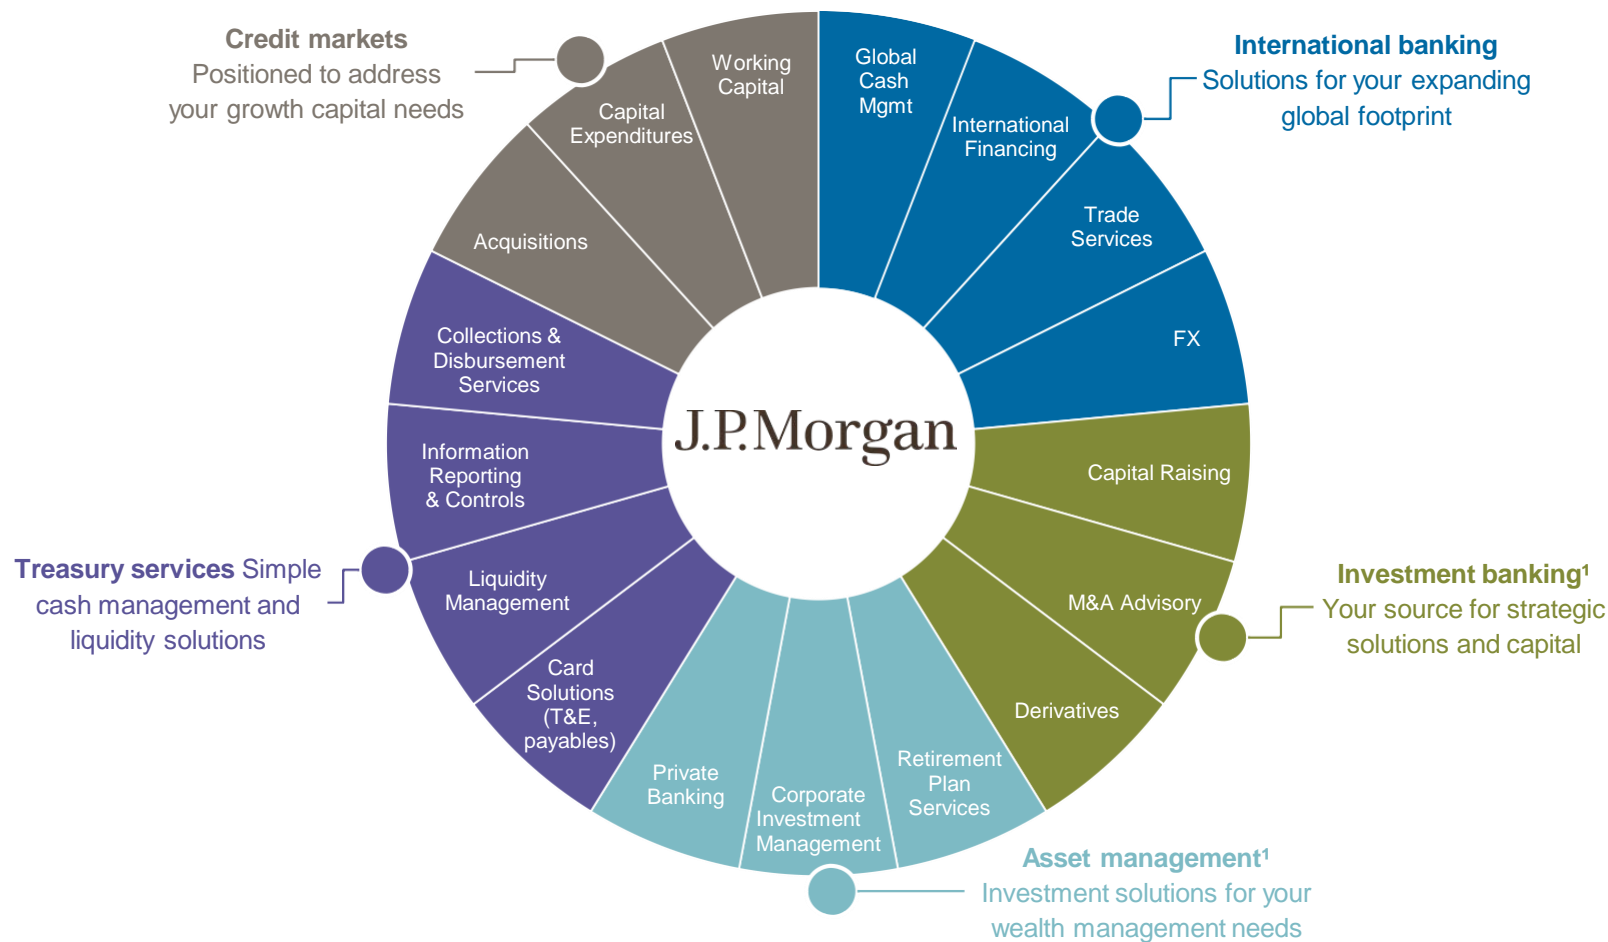 Credit markets
Positioned to address
your growth capital needs
International banking
Solutions for your expanding
global footprint
Working
Capital
Global
Cash
Mgmt
Capital
Expenditures
International
Financing
Acquisitions
Trade
Services
Collections &
Disbursement
Services
FX
J.P.Morgan
Information
Reporting
& Controls
Capital Raising
Treasury services Simple
cash management and
liquidity solutions
Liquidity
Management
M&A Advisory
Investment banking¹
Your source for strategic
solutions and capital
Card
Solutions
(T&E,
payables)
Derivatives
Private
Banking
Corporate
Investment
Management
Retirement
Plan
Services
Asset management¹
Investment solutions for your
wealth management needs